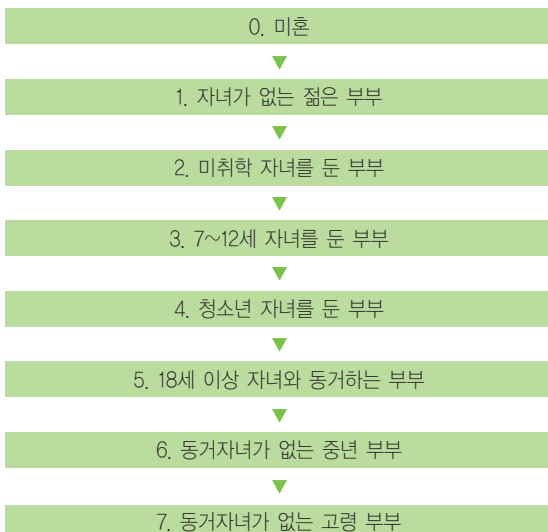 0. 미혼
1. 자녀가 없는 젊은 부부
2. 미취학 자녀를 둔 부부
3. 7~12세 자녀를 둔 부부
4. 청소년 자녀를 둔 부부
5. 18세 이상 자녀와 동거하는 부부
6. 동거자녀가 없는 중년 부부
7. 동거자녀가 없는 고령 부부